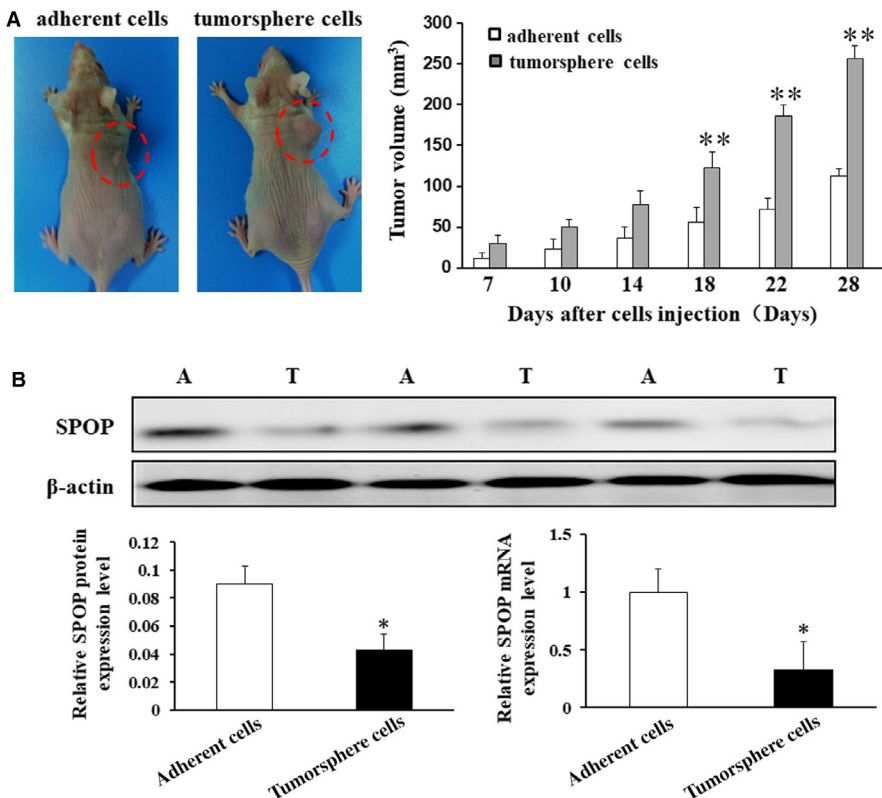 A adherent cells tumorsphere cells
Tumor volume (mm³)
300
250
200
150
100
50
0
adherent cells
tumorsphere cells
**
**
**
7 10 14 18 22 28
Days after cells injection（Days)
B
A T A T A T
SPOP
β-actin
Relative SPOP protein
expression level
0.12
0.1
0.08
0.06
0.04
0.02
0
*
Adherent cells
Tumorsphere cells
Relative SPOP mRNA
expression level
1.5
1
0.5
0
*
Adherent cells
Tumorsphere cells